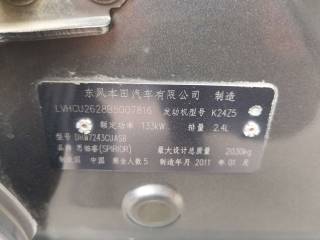 东风本田汽车有限公司 制造
LVHCU2628B5007816 发动机型号 K24Z5
额定功率 133kW 排量 2.4L
型号 DHW7243CUASB
品牌 思铂睿(SPIRIOR) 最大设计总质量 2030kg
制造国 中国 乘坐人数 5 制造年月 2011 年 01 月